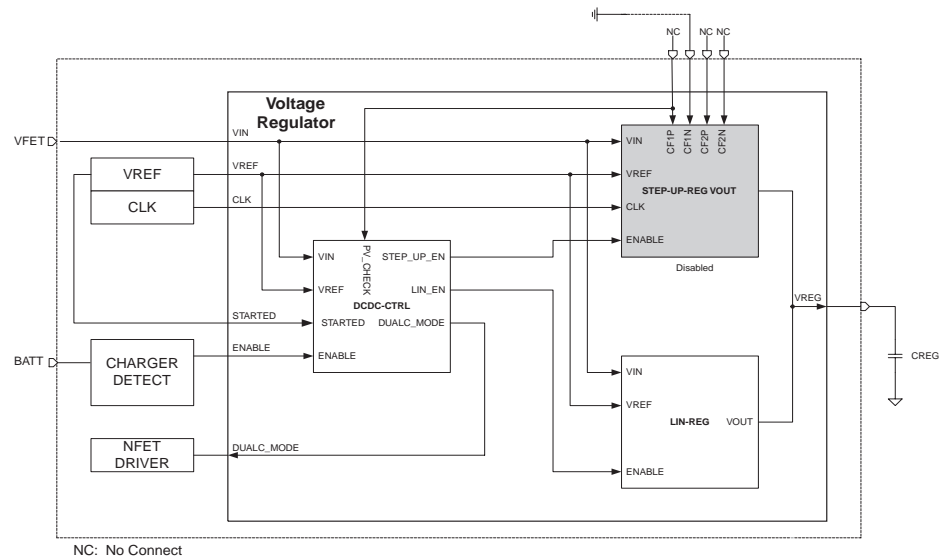 NC
NC NC
Voltage
Regulator
VFET
VIN
VREF
CLK
VREF
CLK
STARTED
BATT
ENABLE
CHARGER
DETECT
NFET
DRIVER
DUALC_MODE
PV_CHECK
VIN
STEP_UP_EN
VREF
LIN_EN
DCDC-CTRL
STARTED
DUALC_MODE
ENABLE
CF1P
CF1N
CF2P
CF2N
VIN
VREF
STEP-UP-REG VOUT
CLK
ENABLE
Disabled
VREG
CREG
VIN
VREF
LIN-REG
VOUT
ENABLE
NC: No Connect